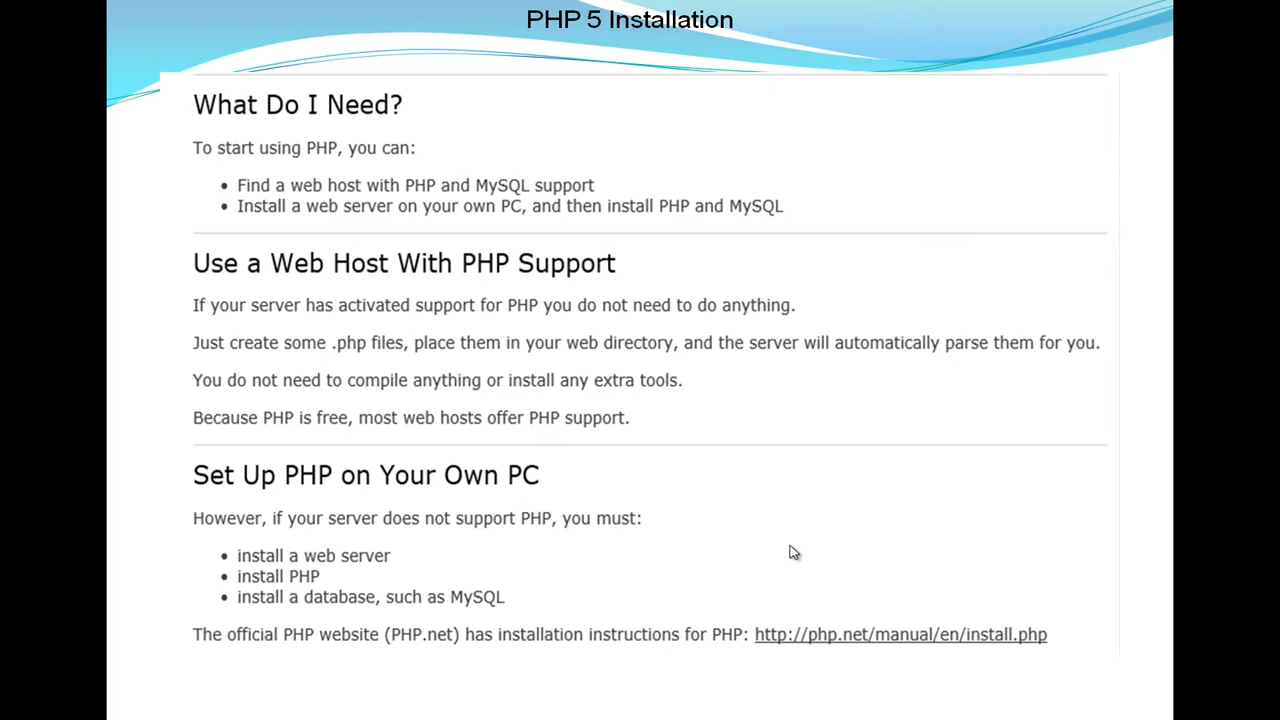 PHP 5 Installation
What Do I Need?
To start using PHP, you can:
• Find a web host with PHP and MySQL support
• Install a web server on your own PC, and then install PHP and MySQL
Use a Web Host With PHP Support
If your server has activated support for PHP you do not need to do anything.
Just create some .php files, place them in your web directory, and the server will automatically parse them for you.
You do not need to compile anything or install any extra tools.
Because PHP is free, most web hosts offer PHP support.
Set Up PHP on Your Own PC
However, if your server does not support PHP, you must:
• install a web server
• install PHP
• install a database, such as MySQL
The official PHP website (PHP.net) has installation instructions for PHP: http://php.net/manual/en/install.php